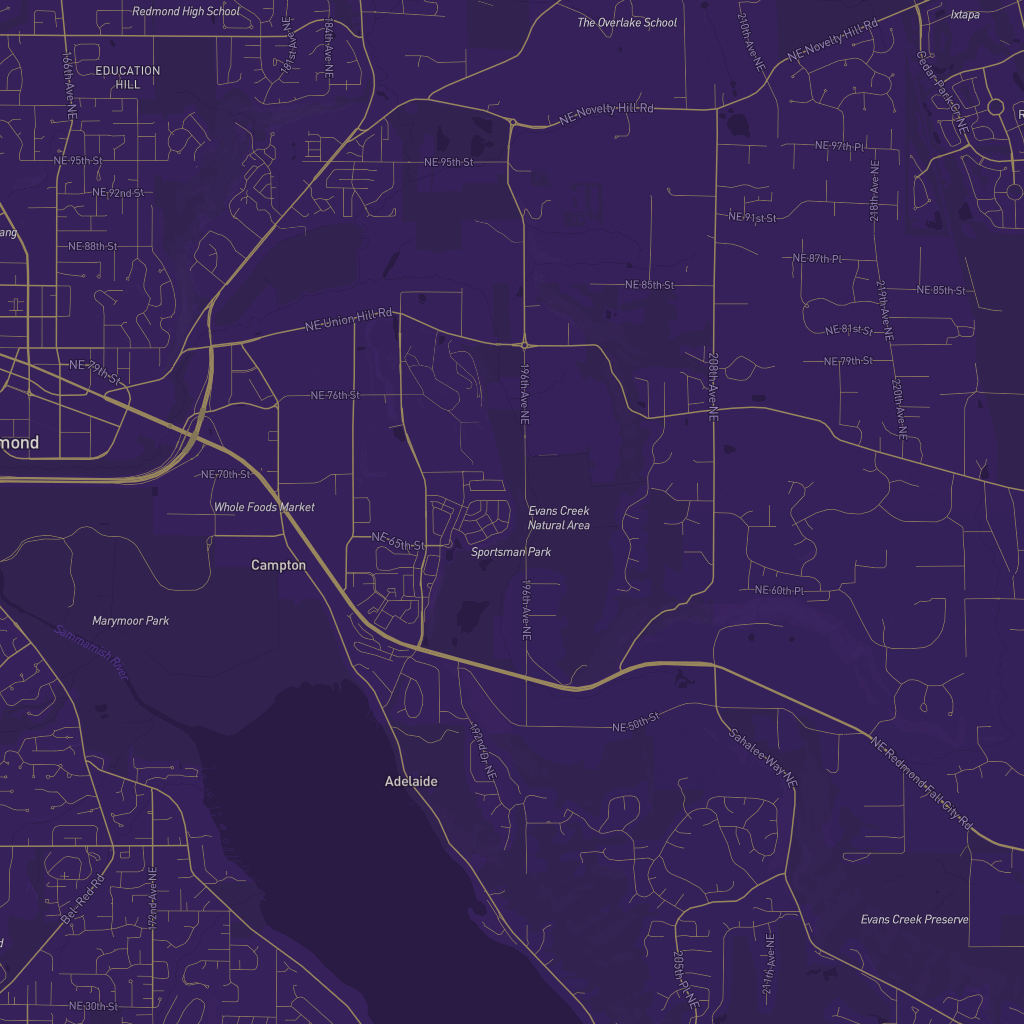 Redmond High School
The Overlake School
Ixtapa
184th Ave NE
181st Ave NE
210th Ave NE
NE Novelty Hill Rd
EDUCATION
HILL
166th Ave NE
Cedar Park Cr NE
NE Novelty Hill Rd
R
NE 95th St
NE 95th St
NE 97th Pl
NE 92nd St
218th Ave NE
NE 91st St
ang
NE 88th St
NE 87th Pl
NE 85th St
NE 85th St
219th Ave NE
NE Union Hill Rd
NE 81st St
NE 79th St
NE 79th St
196th Ave NE
208th Ave NE
NE 76th St
220th Ave NE
mond
NE 70th St
Whole Foods Market
Evans Creek
Natural Area
NE 65th St
Sportsman Park
Campton
NE 60th Pl
196th Ave NE
Marymoor Park
Sammamish River
NE 50th St
192nd Dr NE
Sahalee Way NE
NE Redmond Fall City Rd
Adelaide
Bel-Red Rd
172nd Ave NE
Evans Creek Preserve
d
205th Pl NE
211th Ave NE
NE 30th St